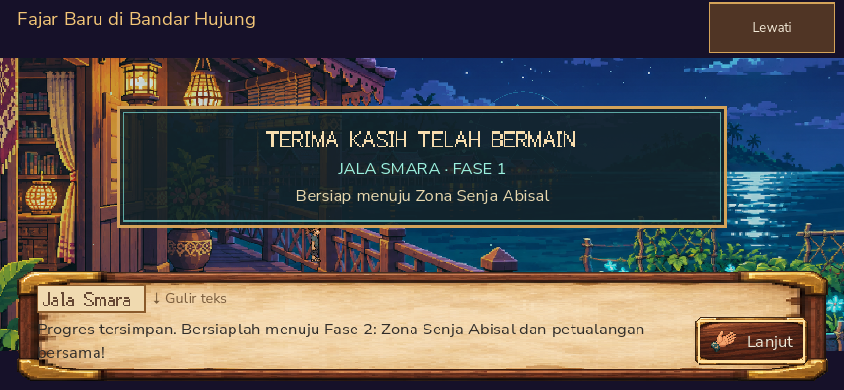 Fajar Baru di Bandar Hujung
Lewati
TERIMA KASIH TELAH BERMAIN
JALA SMARA · FASE 1
Bersiap menuju Zona Senja Abisal
Jala Smara
↓ Gulir teks
Progres tersimpan. Bersiaplah menuju Fase 2: Zona Senja Abisal dan petualangan
bersama!
Lanjut